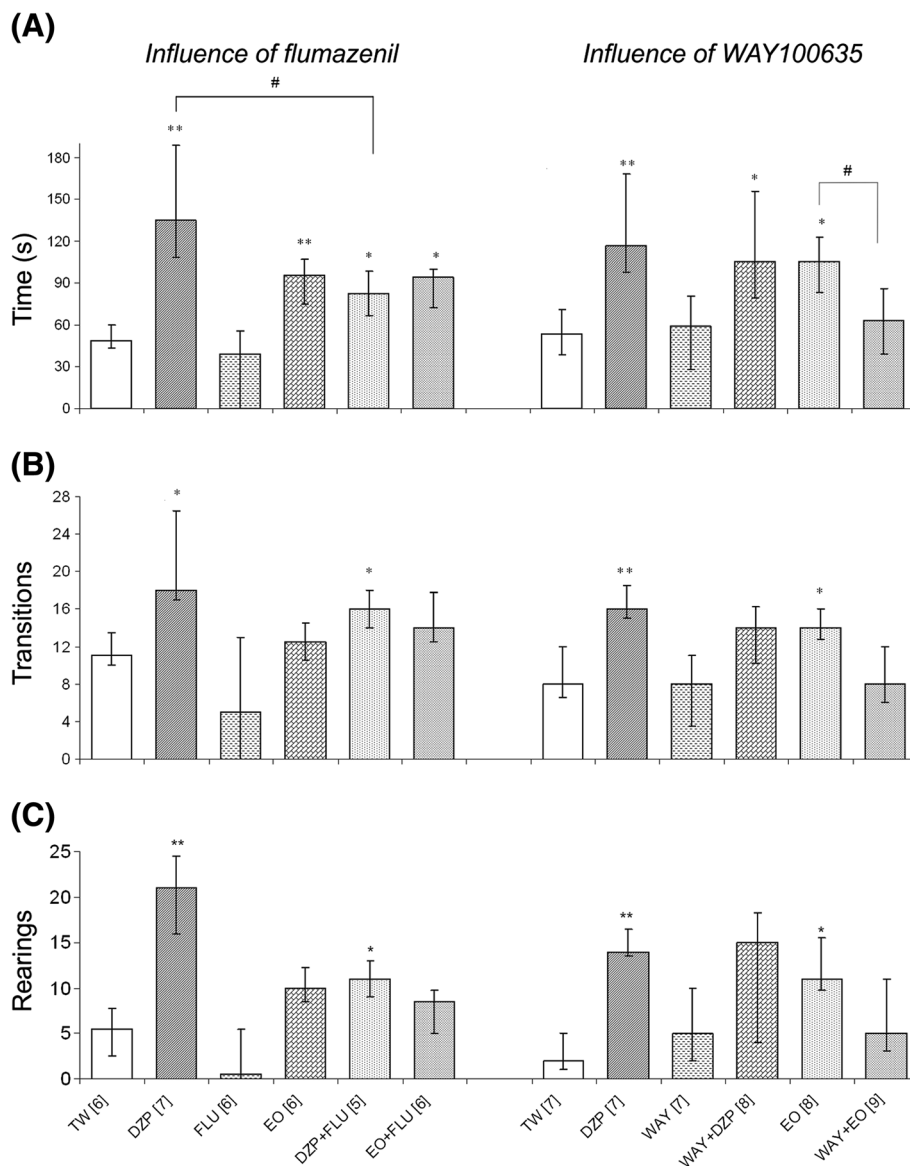 (A)
Influence of flumazenil
Influence of WAY100635
#
**
**
*
*
**
*
*
#
*
Time (s)
180
150
120
90
60
30
0
(B)
*
*
**
*
Transitions
28
24
20
16
12
8
4
0
(C)
**
*
**
*
Rearings
25
20
15
10
5
0
TW [6]
DZP [7]
FLU [6]
EO [6]
DZP+FLU [5]
EO+FLU [6]
TW [7]
DZP [7]
WAY [7]
WAY+DZP [8]
EO [8]
WAY+EO [9]